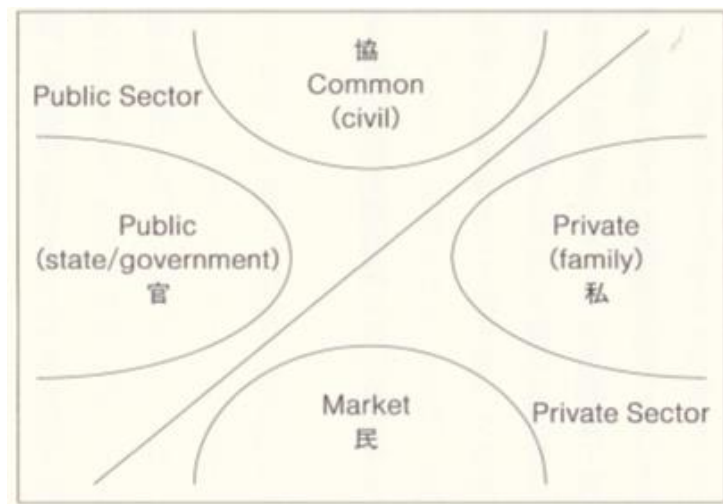 協
Common
(civil)
Public Sector
Public
(state/government)
官
Private
(family)
私
Market
民
Private Sector